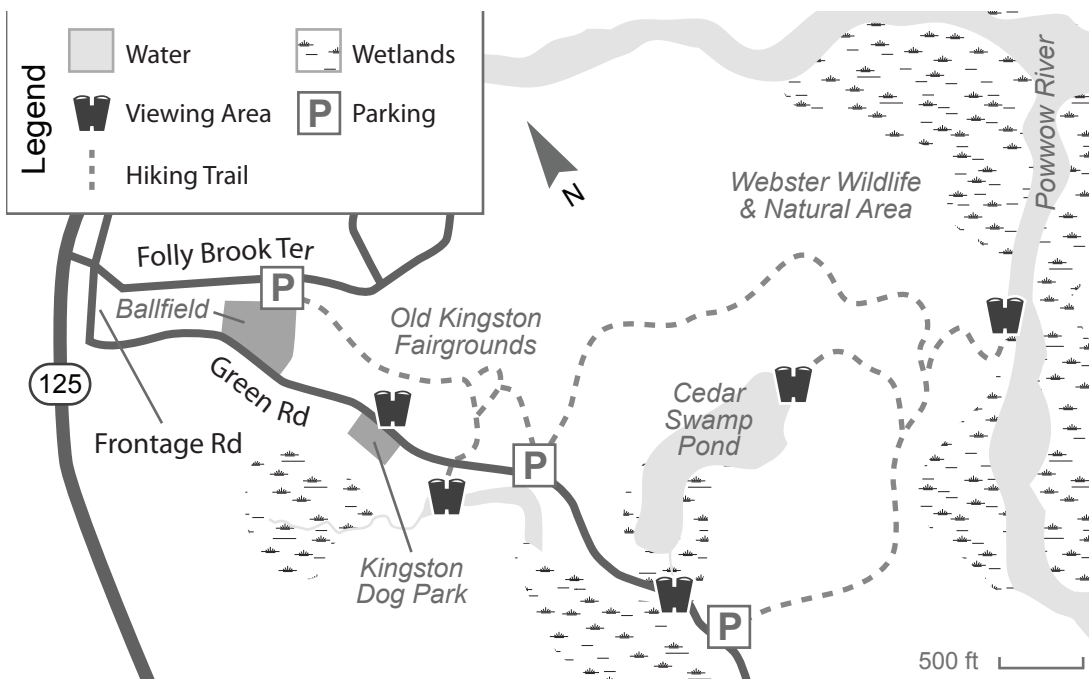 Legend
Water
Wetlands
Viewing Area
P
Parking
Hiking Trail
N
Powwow River
Webster Wildlife
& Natural Area
Folly Brook Ter
P
Ballfield
Old Kingston
Fairgrounds
125
Green Rd
Cedar
Swamp
Pond
Frontage Rd
P
Kingston
Dog Park
P
500 ft